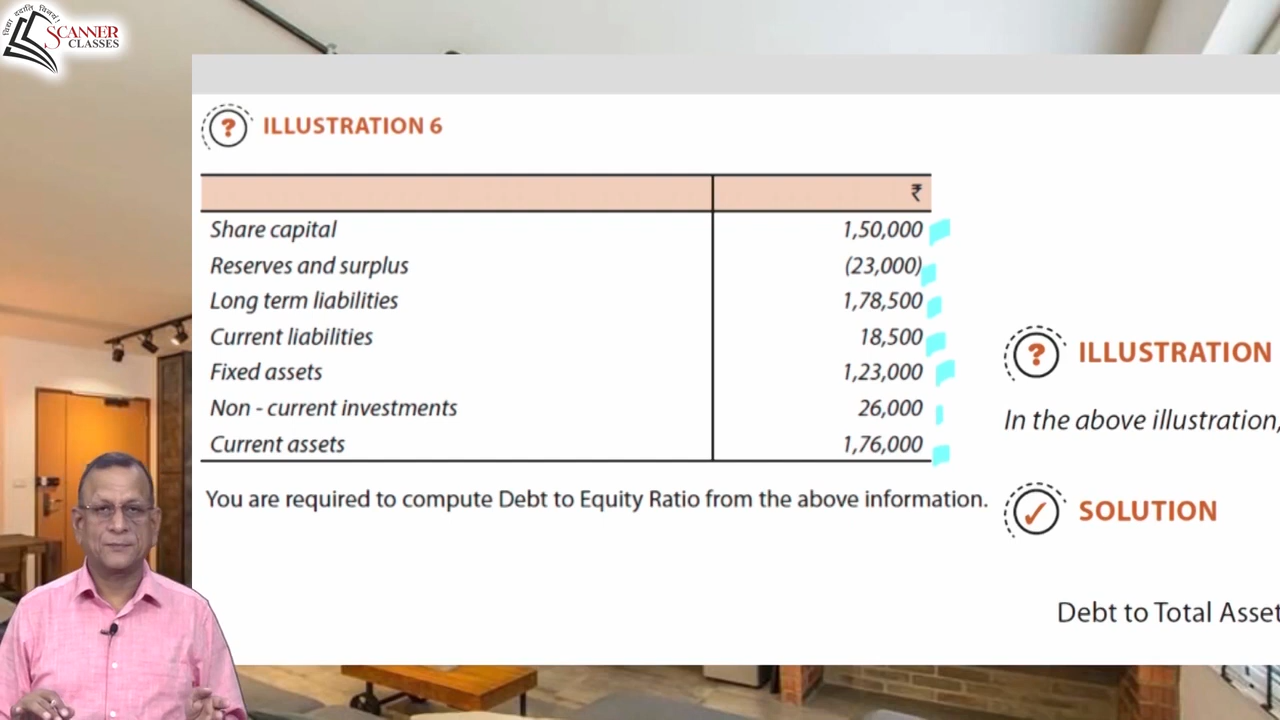 विद्या ददाति विनयं।
SCANNER
CLASSES
? ILLUSTRATION 6
₹
Share capital 1,50,000
Reserves and surplus (23,000)
Long term liabilities 1,78,500
Current liabilities 18,500
Fixed assets 1,23,000
Non - current investments 26,000
Current assets 1,76,000
You are required to compute Debt to Equity Ratio from the above information.
? ILLUSTRATION
In the above illustration,
✓ SOLUTION
Debt to Total Asset